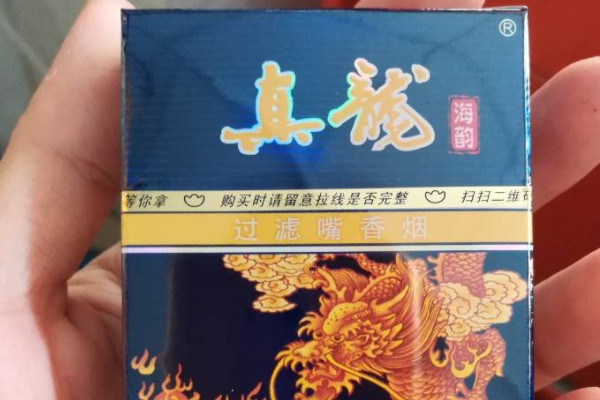 ®
真龍
海韵
等你拿 购买时请留意拉线是否完整 扫扫二维码
过滤嘴香烟